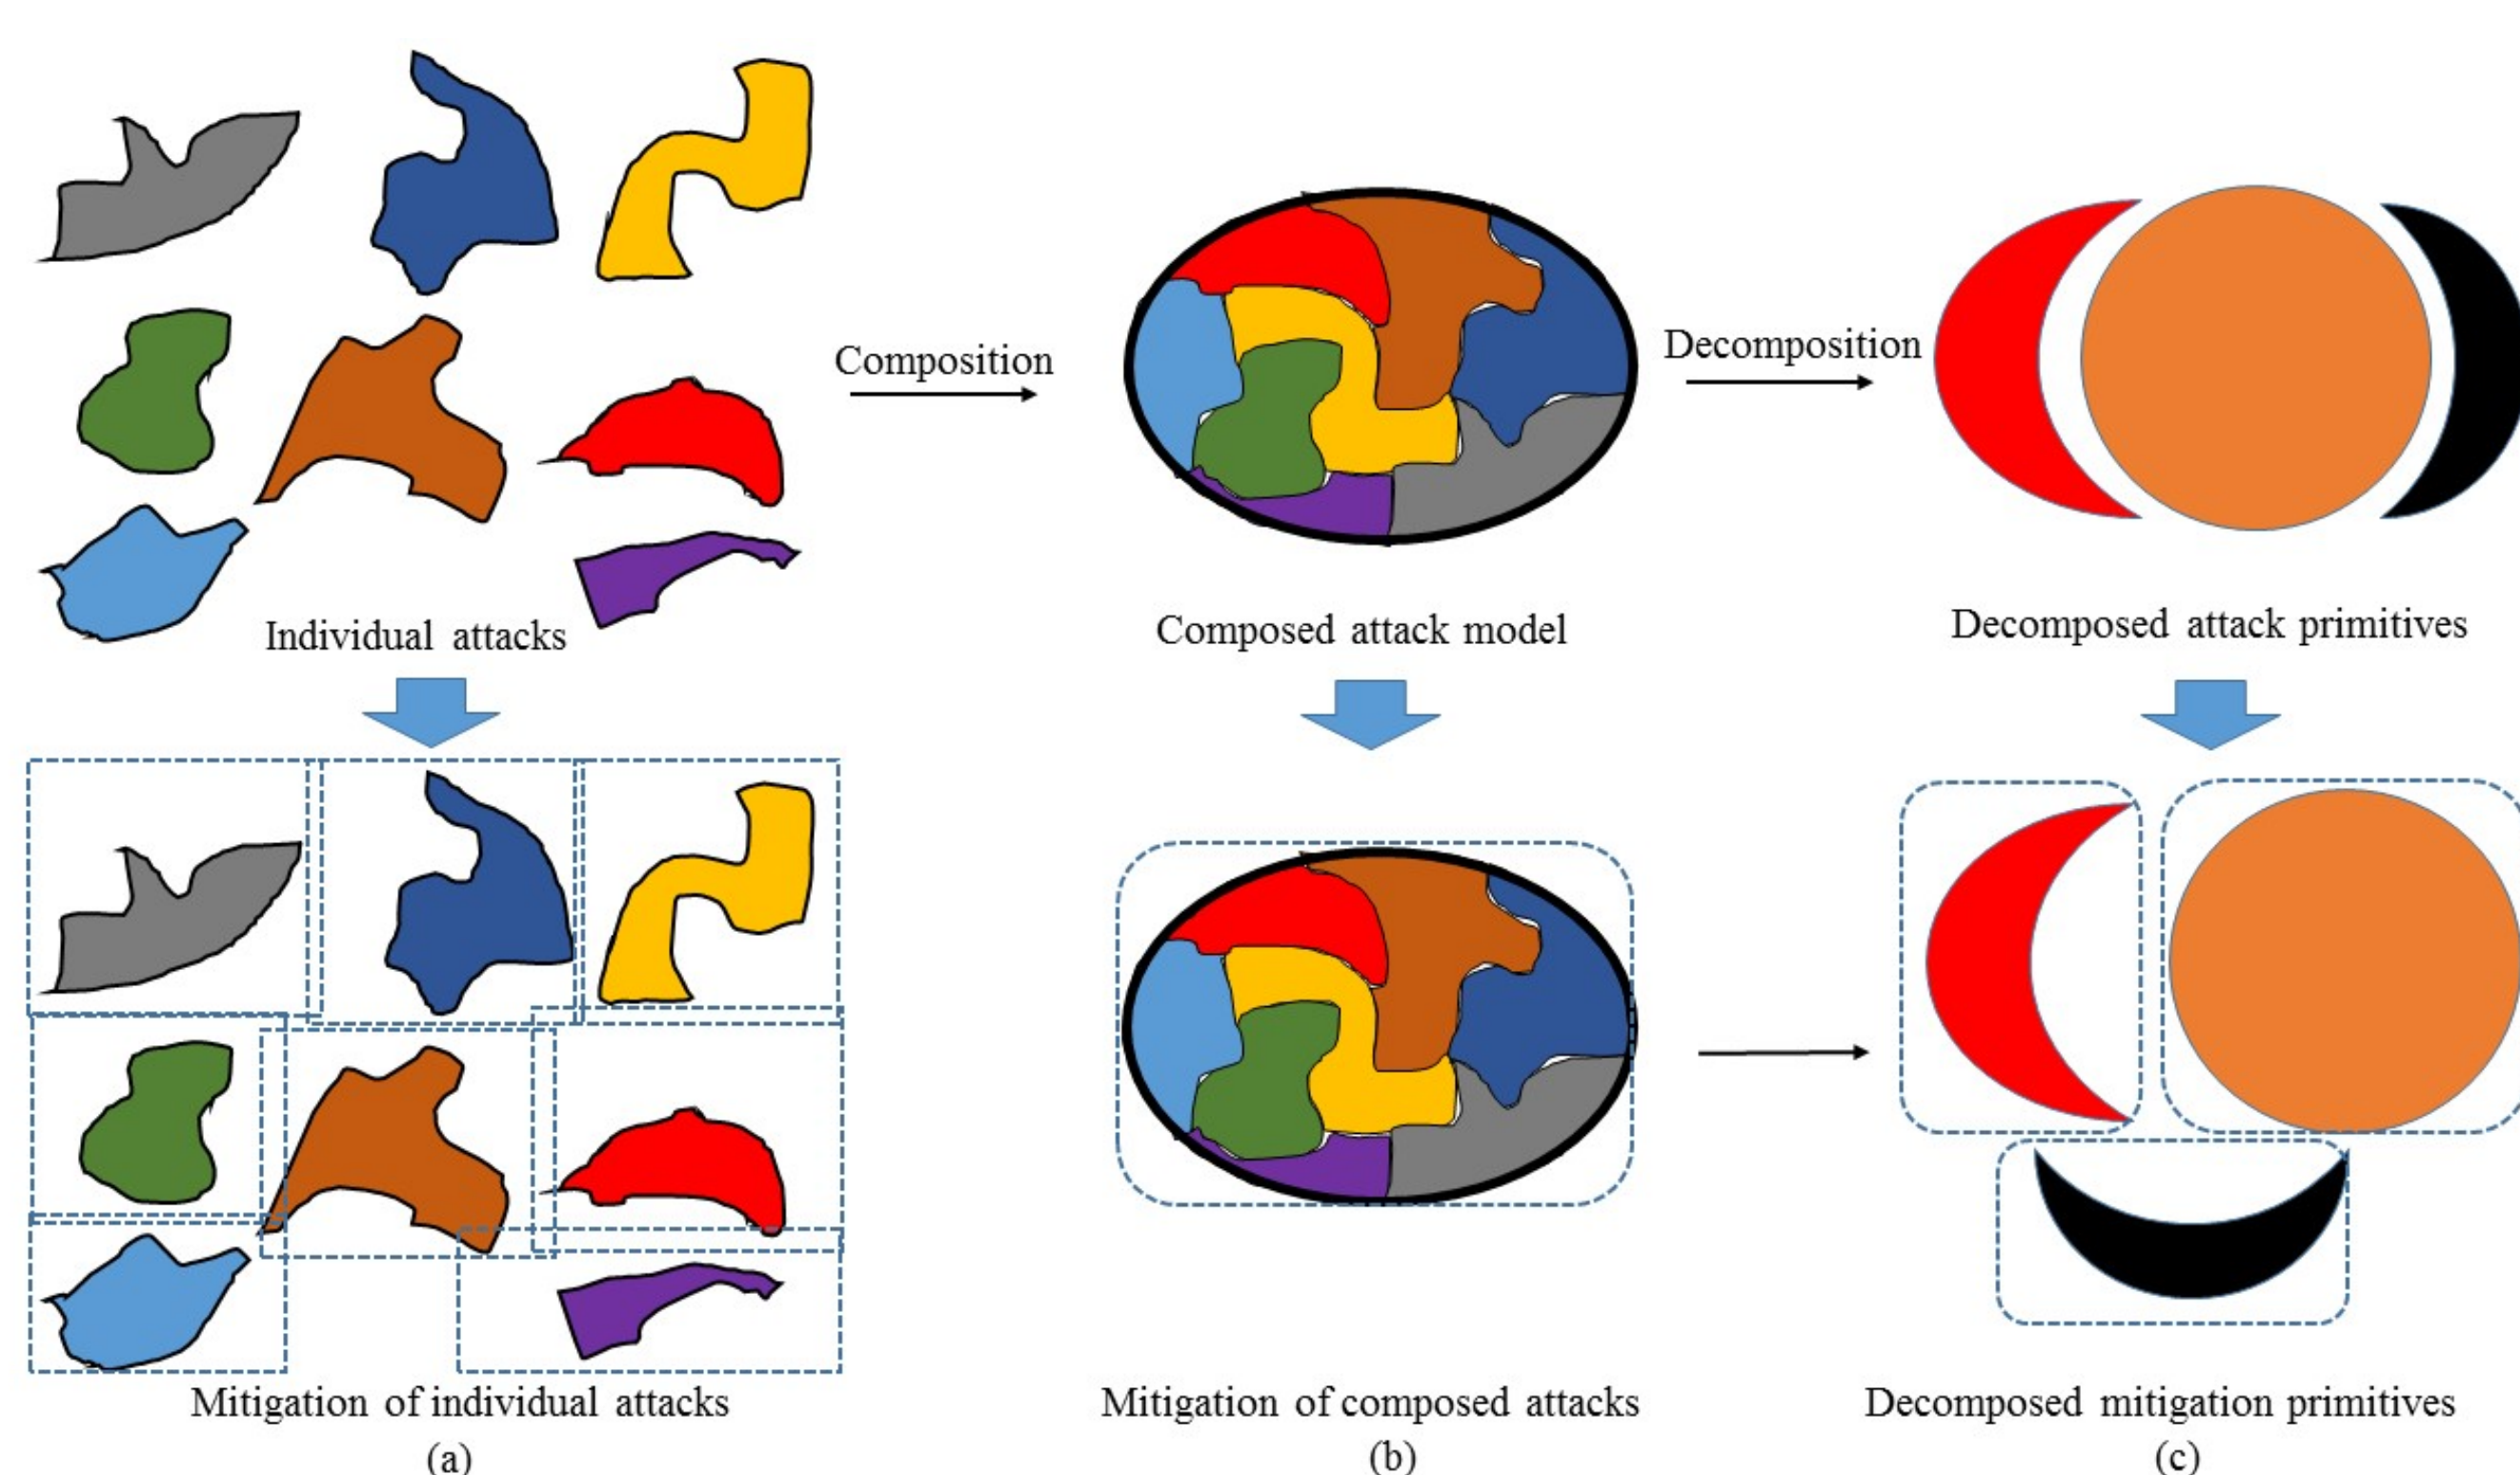 Composition
Decomposition
Individual attacks
Composed attack model
Decomposed attack primitives
Mitigation of individual attacks
Mitigation of composed attacks
Decomposed mitigation primitives
(a)
(b)
(c)